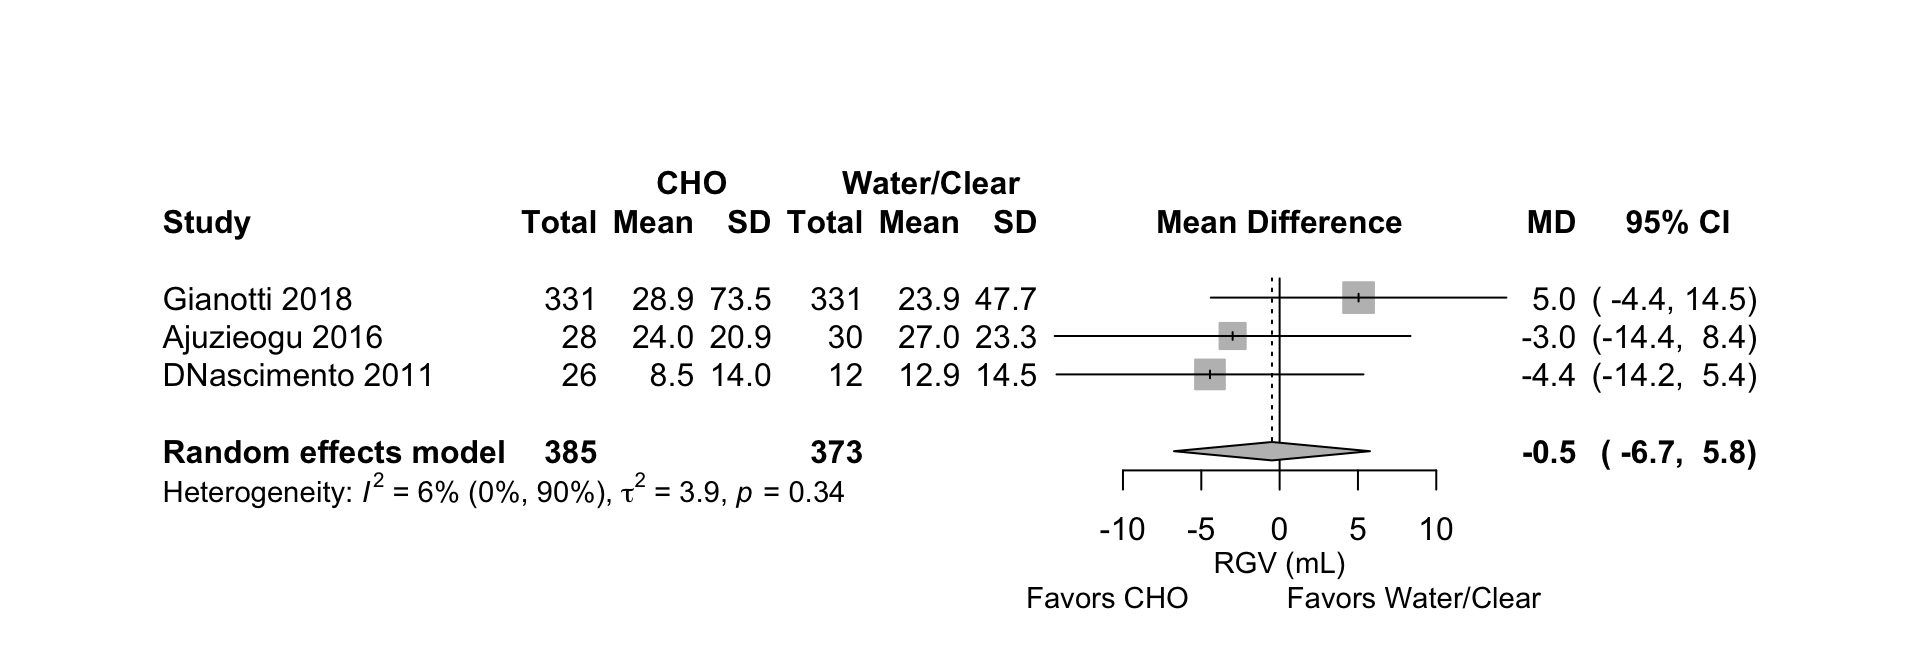 CHO Water/Clear
Study Total Mean SD Total Mean SD Mean Difference MD 95% CI
Gianotti 2018 331 28.9 73.5 331 23.9 47.7 5.0 ( -4.4, 14.5)
Ajuzieogu 2016 28 24.0 20.9 30 27.0 23.3 -3.0 (-14.4, 8.4)
DNascimento 2011 26 8.5 14.0 12 12.9 14.5 -4.4 (-14.2, 5.4)
Random effects model 385 373 -0.5 ( -6.7, 5.8)
Heterogeneity: I² = 6% (0%, 90%), τ² = 3.9, p = 0.34
-10 -5 0 5 10
RGV (mL)
Favors CHO Favors Water/Clear